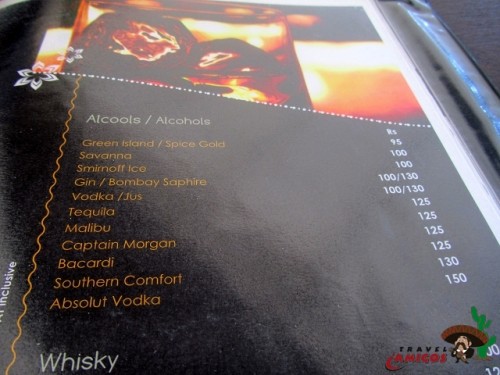 Alcools / Alcohols
Rs
Green Island / Spice Gold 95
Savanna 100
Smirnoff Ice 100
Gin / Bombay Saphire 100/130
Vodka /Jus 100/130
Tequila 125
Malibu 125
Captain Morgan 125
Bacardi 125
Southern Comfort 130
Absolut Vodka 150
Whisky
Inclusive
TRAVEL
AMIGOS